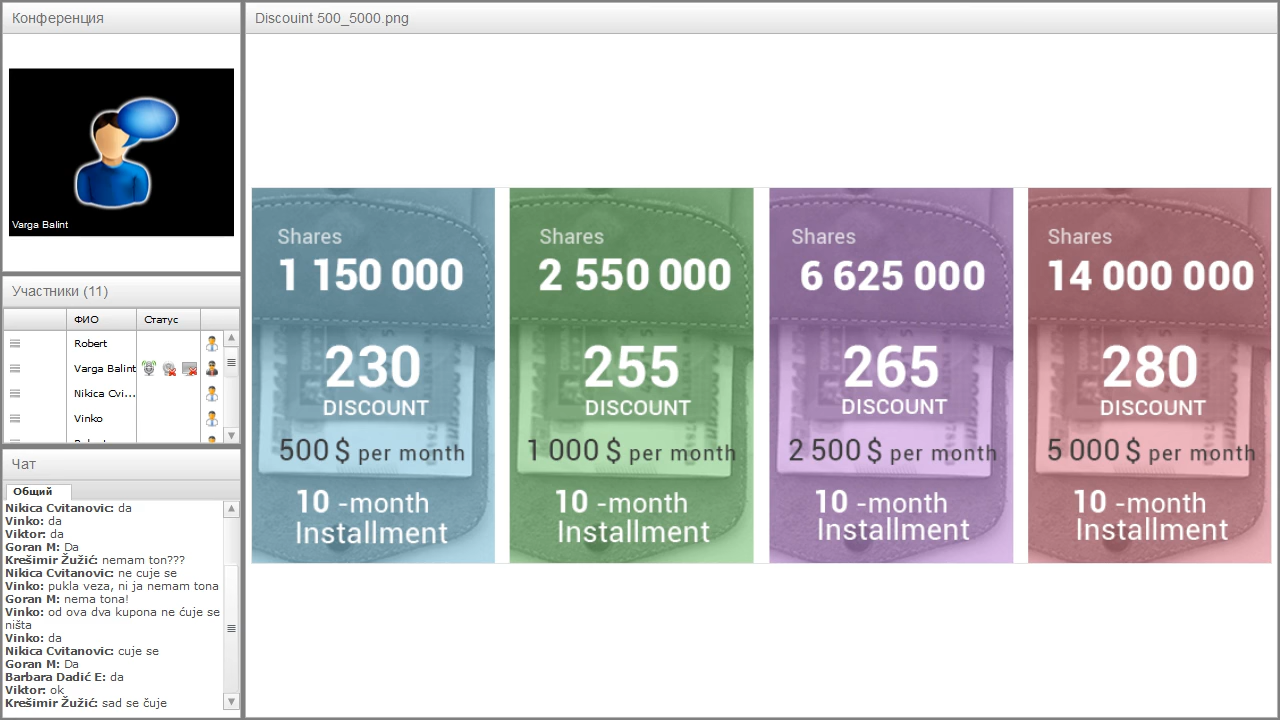 Конференция
Varga Balint
Участники (11)
ФИО Статус
Robert
Varga Balint
Nikica Cvi...
Vinko
Чат
Общий
Nikica Cvitanovic: da
Vinko: da
Viktor: da
Goran M: Da
Krešimir Žužić: nemam ton???
Nikica Cvitanovic: ne cuje se
Vinko: pukla veza, ni ja nemam tona
Goran M: nema tona!
Vinko: od ova dva kupona ne ćuje se
ništa
Vinko: da
Nikica Cvitanovic: cuje se
Goran M: Da
Barbara Dadić E: da
Viktor: ok
Krešimir Žužić: sad se čuje
Discouint 500_5000.png
Shares
1 150 000
230
DISCOUNT
500 $ per month
10 -month
Installment
Shares
2 550 000
255
DISCOUNT
1 000 $ per month
10 -month
Installment
Shares
6 625 000
265
DISCOUNT
2 500 $ per month
10 -month
Installment
Shares
14 000 000
280
DISCOUNT
5 000 $ per month
10 -month
Installment